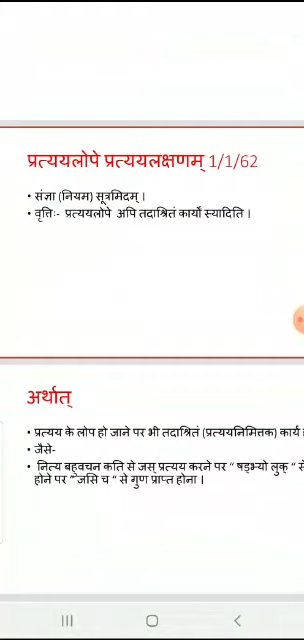 प्रत्ययलोपे प्रत्ययलक्षणम् 1/1/62
• संज्ञा (नियम) सूत्रमिदम् ।
• वृत्तिः- प्रत्ययलोपे अपि तदाश्रितं कार्यो स्यादिति ।
अर्थात्
• प्रत्यय के लोप हो जाने पर भी तदाश्रितं (प्रत्ययनिमित्तक) कार्य
• जैसे-
• नित्य बहुवचन कति से जस् प्रत्यय करने पर “ षड्भ्यो लुक् “ से
होने पर “ जसि च “ से गुण प्राप्त होना ।